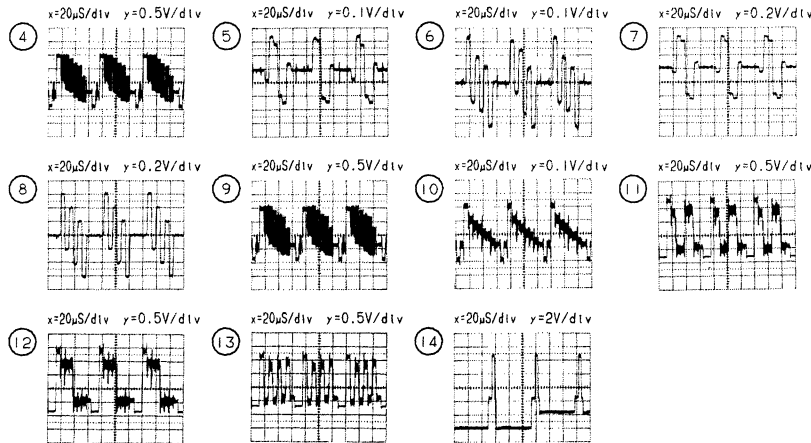 ④ x=20μS/div y=0.5V/div
⑤ x=20μS/div y=0.1V/div
⑥ x=20μS/div y=0.1V/div
⑦ x=20μS/div y=0.2V/div
⑧ x=20μS/div y=0.2V/div
⑨ x=20μS/div y=0.5V/div
⑩ x=20μS/div y=0.1V/div
⑪ x=20μS/div y=0.5V/div
⑫ x=20μS/div y=0.5V/div
⑬ x=20μS/div y=0.5V/div
⑭ x=20μS/div y=2V/div